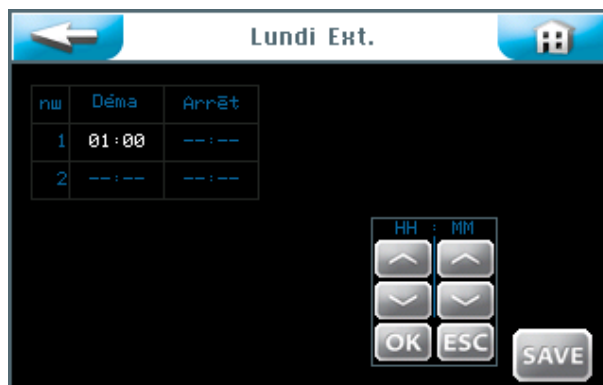 Lundi Ext.
nw Déma Arrêt
1 01:00 --:--
2 --:-- --:--
HH : MM
OK ESC
SAVE